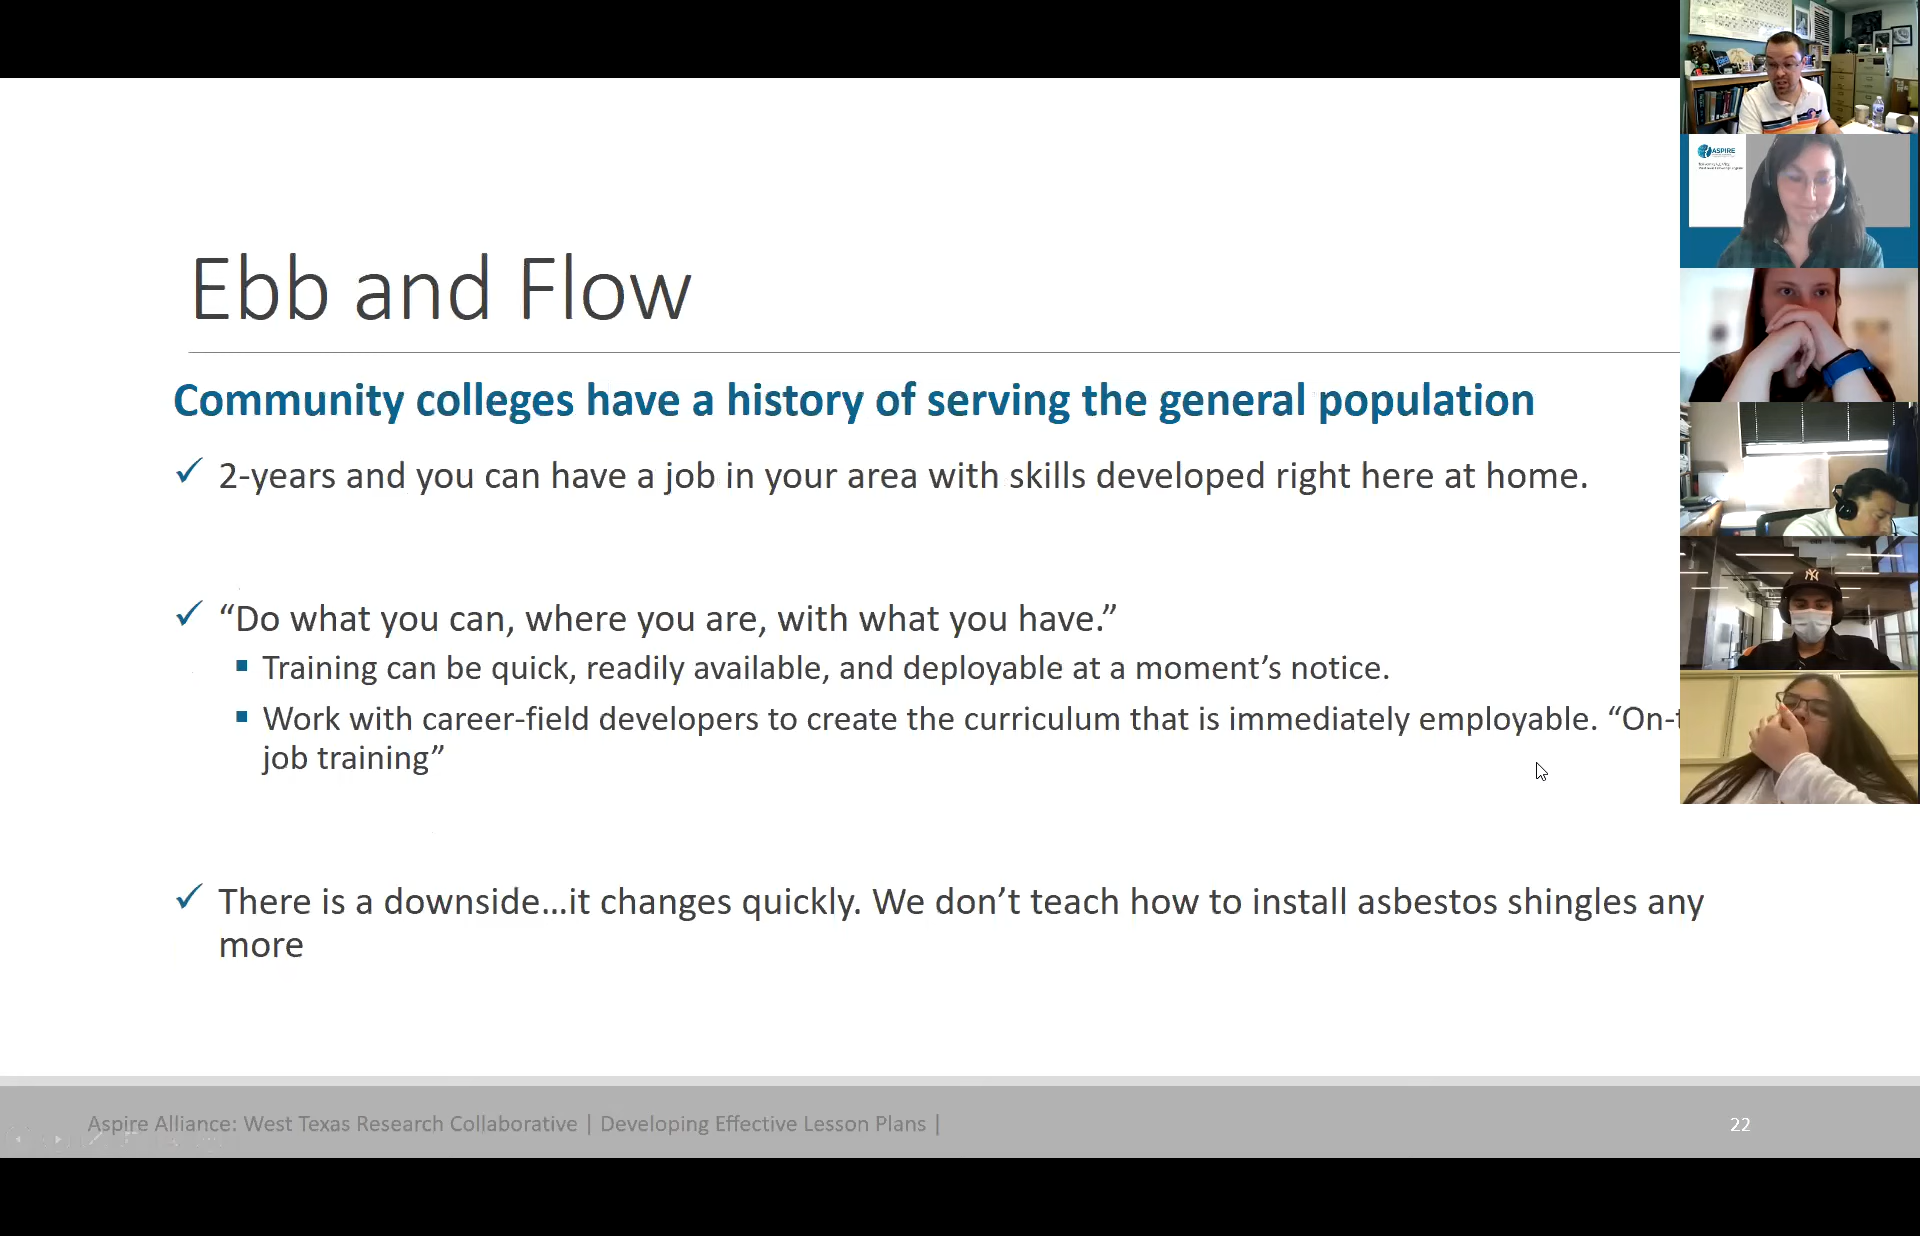 Ebb and Flow
Community colleges have a history of serving the general population
2-years and you can have a job in your area with skills developed right here at home.
“Do what you can, where you are, with what you have.”
Training can be quick, readily available, and deployable at a moment’s notice.
Work with career-field developers to create the curriculum that is immediately employable. “On-
job training”
There is a downside…it changes quickly. We don’t teach how to install asbestos shingles any
more
Aspire Alliance: West Texas Research Collaborative | Developing Effective Lesson Plans |
22
ASPIRE
NY